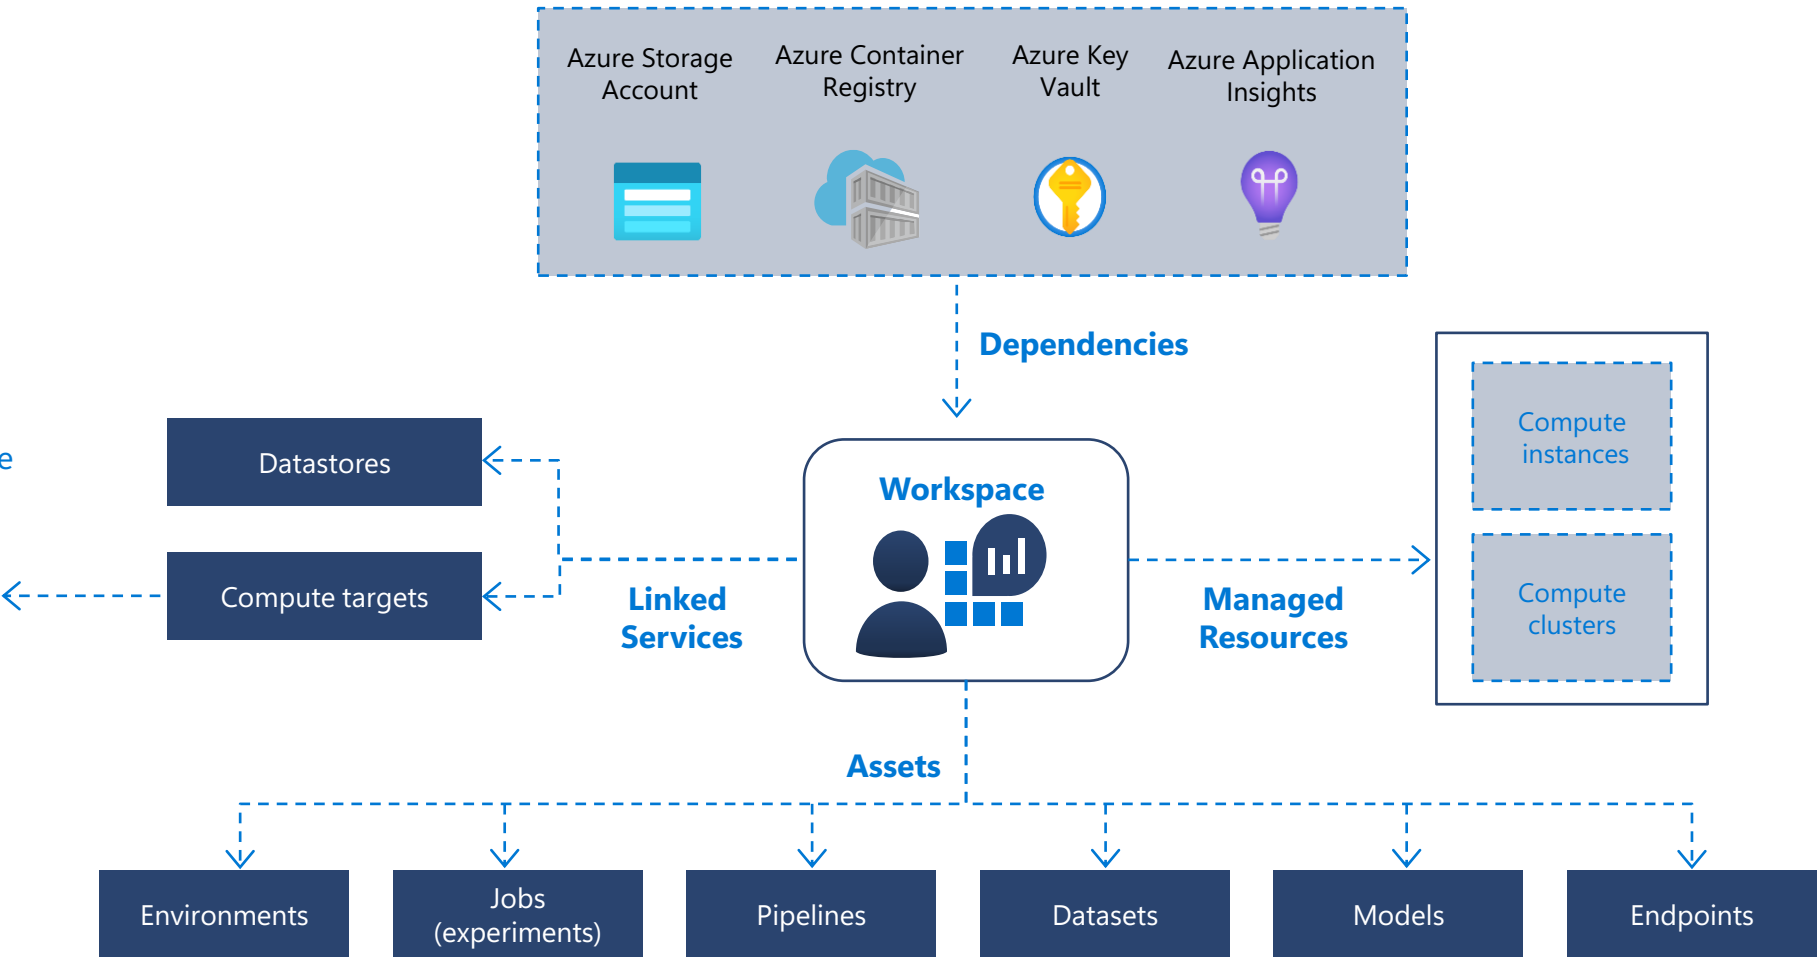 Azure Storage
Account
Azure Container
Registry
Azure Key
Vault
Azure Application
Insights
Dependencies
Compute
instances
Compute
clusters
Datastores
Compute targets
Workspace
Linked
Services
Managed
Resources
Assets
Environments
Jobs
(experiments)
Pipelines
Datasets
Models
Endpoints